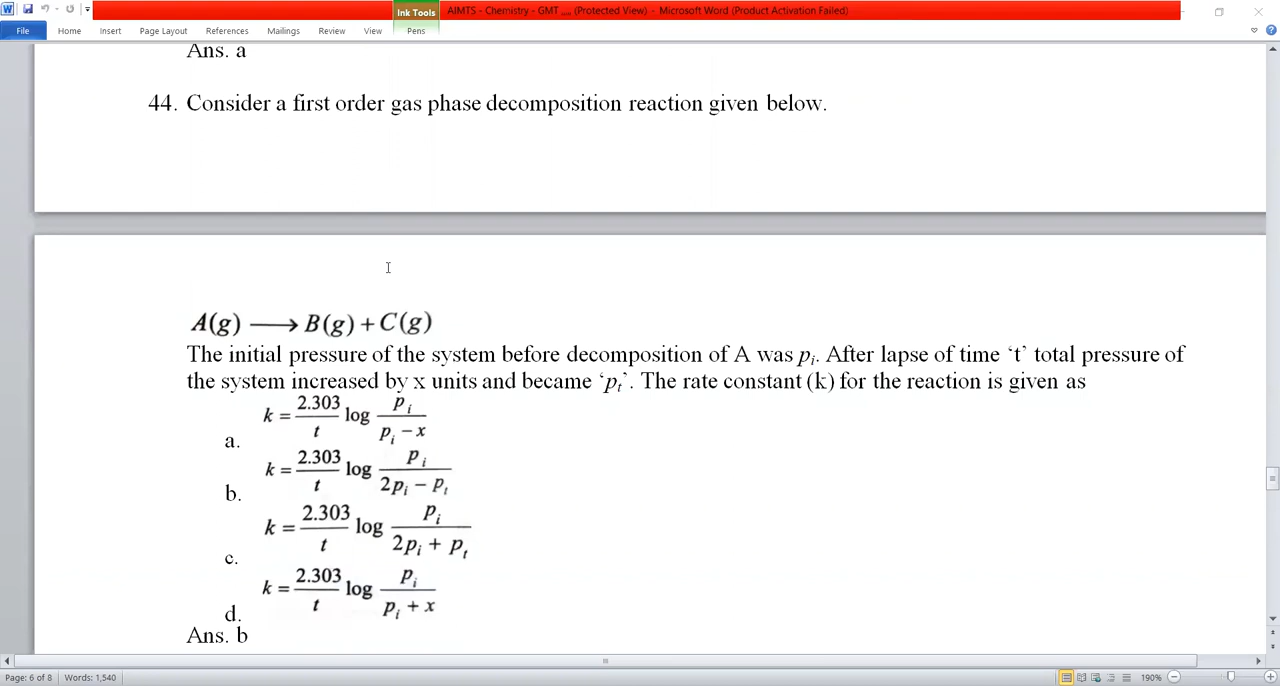 Ink Tools
AIMTS - Chemistry - GMT ,,,, (Protected View) - Microsoft Word (Product Activation Failed)
File Home Insert Page Layout References Mailings Review View Pens
Ans. a
44. Consider a first order gas phase decomposition reaction given below.
A(g) ⟶ B(g) + C(g)
The initial pressure of the system before decomposition of A was pᵢ. After lapse of time ‘t’ total pressure of
the system increased by x units and became ‘pₜ’. The rate constant (k) for the reaction is given as
a. k = 2.303/t log pᵢ/(pᵢ − x)
b. k = 2.303/t log pᵢ/(2pᵢ − pₜ)
c. k = 2.303/t log pᵢ/(2pᵢ + pₜ)
d. k = 2.303/t log pᵢ/(pᵢ + x)
Ans. b
Page: 6 of 8 Words: 1,540 190%